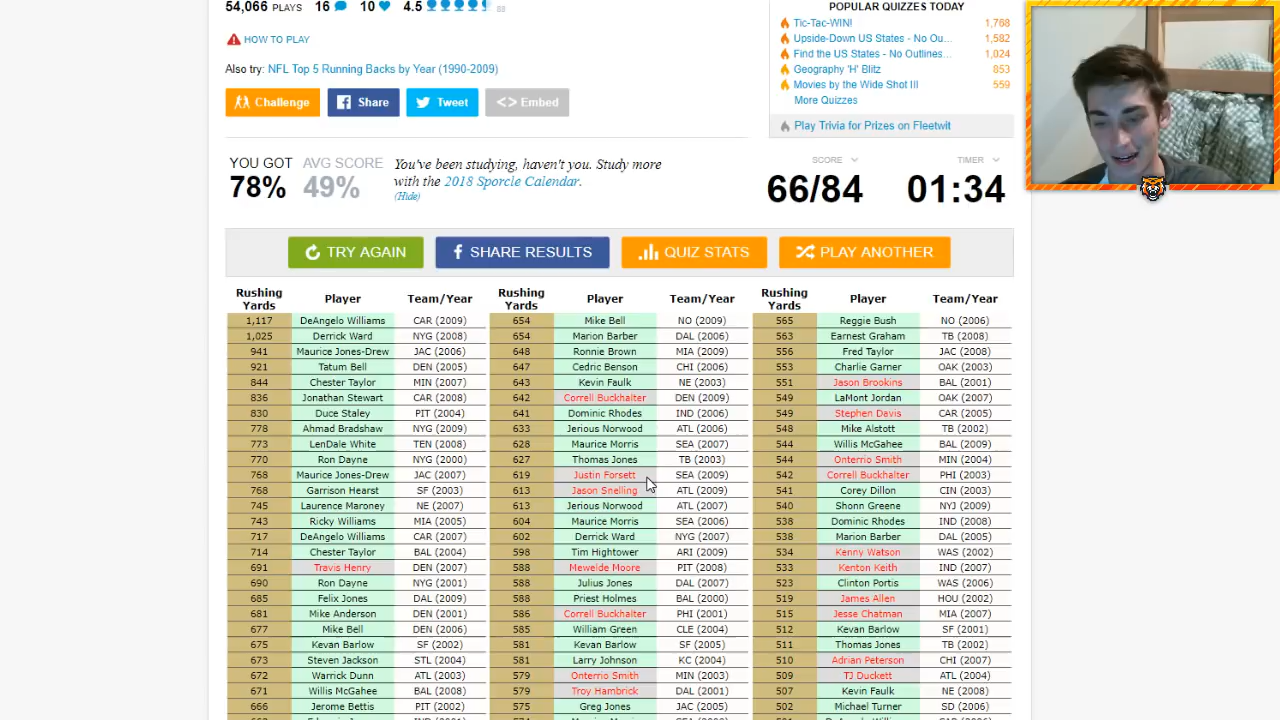 54,066 PLAYS 16 10 4.5 88
HOW TO PLAY
Also try: NFL Top 5 Running Backs by Year (1990-2009)
Challenge Share Tweet <> Embed
POPULAR QUIZZES TODAY
Tic-Tac-WIN! 1,768
Upside-Down US States - No Ou... 1,582
Find the US States - No Outlines... 1,024
Geography 'H' Blitz 853
Movies by the Wide Shot III 559
More Quizzes
Play Trivia for Prizes on Fleetwit
YOU GOT AVG SCORE
78% 49%
You've been studying, haven't you. Study more
with the 2018 Sporcle Calendar.
(Hide)
SCORE TIMER
66/84 01:34
TRY AGAIN SHARE RESULTS QUIZ STATS PLAY ANOTHER
Rushing Yards Player Team/Year Rushing Yards Player Team/Year Rushing Yards Player Team/Year
1,117 DeAngelo Williams CAR (2009) 654 Mike Bell NO (2009) 565 Reggie Bush NO (2006)
1,025 Derrick Ward NYG (2008) 654 Marion Barber DAL (2006) 563 Earnest Graham TB (2008)
941 Maurice Jones-Drew JAC (2006) 648 Ronnie Brown MIA (2009) 556 Fred Taylor JAC (2008)
921 Tatum Bell DEN (2005) 647 Cedric Benson CHI (2006) 553 Charlie Garner OAK (2003)
844 Chester Taylor MIN (2007) 643 Kevin Faulk NE (2003) 551 Jason Brookins BAL (2001)
836 Jonathan Stewart CAR (2008) 642 Correll Buckhalter DEN (2009) 549 LaMont Jordan OAK (2007)
830 Duce Staley PIT (2004) 641 Dominic Rhodes IND (2006) 549 Stephen Davis CAR (2005)
778 Ahmad Bradshaw NYG (2009) 633 Jerious Norwood ATL (2006) 548 Mike Alstott TB (2002)
773 LenDale White TEN (2008) 628 Maurice Morris SEA (2007) 544 Willis McGahee BAL (2009)
770 Ron Dayne NYG (2000) 627 Thomas Jones TB (2003) 544 Onterrio Smith MIN (2004)
768 Maurice Jones-Drew JAC (2007) 619 Justin Forsett SEA (2009) 542 Correll Buckhalter PHI (2003)
768 Garrison Hearst SF (2003) 613 Jason Snelling ATL (2009) 541 Corey Dillon CIN (2003)
745 Laurence Maroney NE (2007) 613 Jerious Norwood ATL (2007) 540 Shonn Greene NYJ (2009)
743 Ricky Williams MIA (2005) 604 Maurice Morris SEA (2006) 538 Dominic Rhodes IND (2008)
717 DeAngelo Williams CAR (2007) 602 Derrick Ward NYG (2007) 538 Marion Barber DAL (2005)
714 Chester Taylor BAL (2004) 598 Tim Hightower ARI (2009) 534 Kenny Watson WAS (2002)
691 Travis Henry DEN (2007) 588 Mewelde Moore PIT (2008) 533 Kenton Keith IND (2007)
690 Ron Dayne NYG (2001) 588 Julius Jones DAL (2007) 523 Clinton Portis WAS (2006)
685 Felix Jones DAL (2009) 588 Priest Holmes BAL (2000) 519 James Allen HOU (2002)
681 Mike Anderson DEN (2001) 586 Correll Buckhalter PHI (2001) 515 Jesse Chatman MIA (2007)
677 Mike Bell DEN (2006) 585 William Green CLE (2004) 512 Kevan Barlow SF (2001)
675 Kevan Barlow SF (2002) 581 Kevan Barlow SF (2005) 511 Thomas Jones TB (2002)
673 Steven Jackson STL (2004) 581 Larry Johnson KC (2004) 510 Adrian Peterson CHI (2007)
672 Warrick Dunn ATL (2003) 579 Onterrio Smith MIN (2003) 509 TJ Duckett ATL (2004)
671 Willis McGahee BAL (2008) 579 Troy Hambrick DAL (2001) 507 Kevin Faulk NE (2008)
666 Jerome Bettis PIT (2002) 575 Greg Jones JAC (2005) 502 Michael Turner SD (2006)